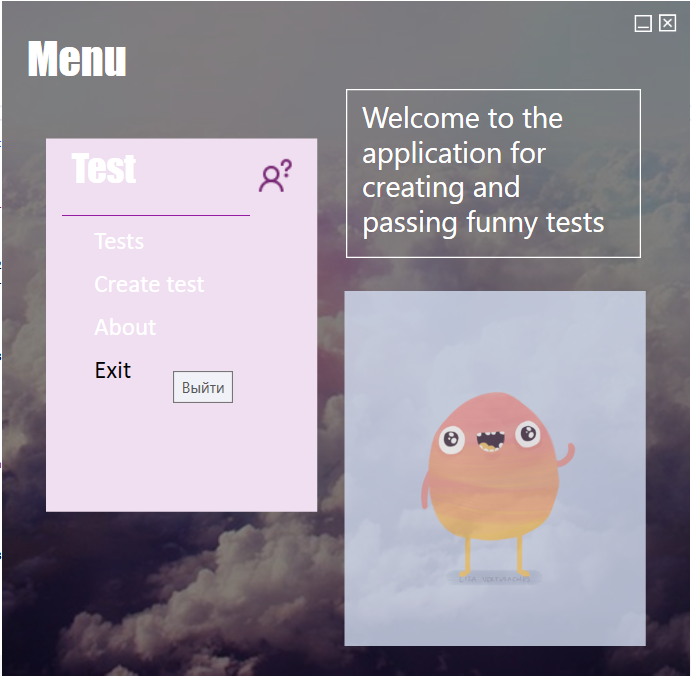 Menu
Welcome to the
application for
creating and
passing funny tests
Test
Tests
Create test
About
Exit
Выйти